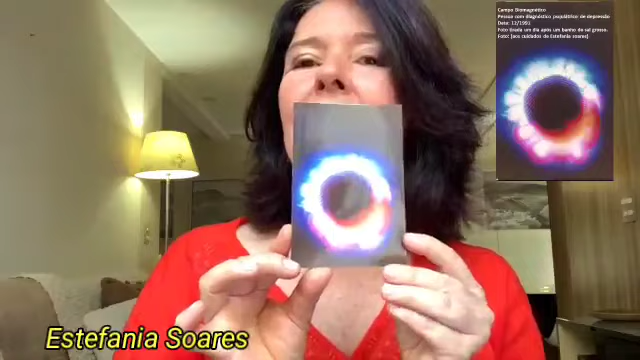 Campo Biomagnético
Pessoa com diagnóstico psiquiátrico de depressão
Data: 12/1991
Foto tirada um dia após um banho de sal grosso.
Foto: [aos cuidados de Estefania soares]
Estefania Soares